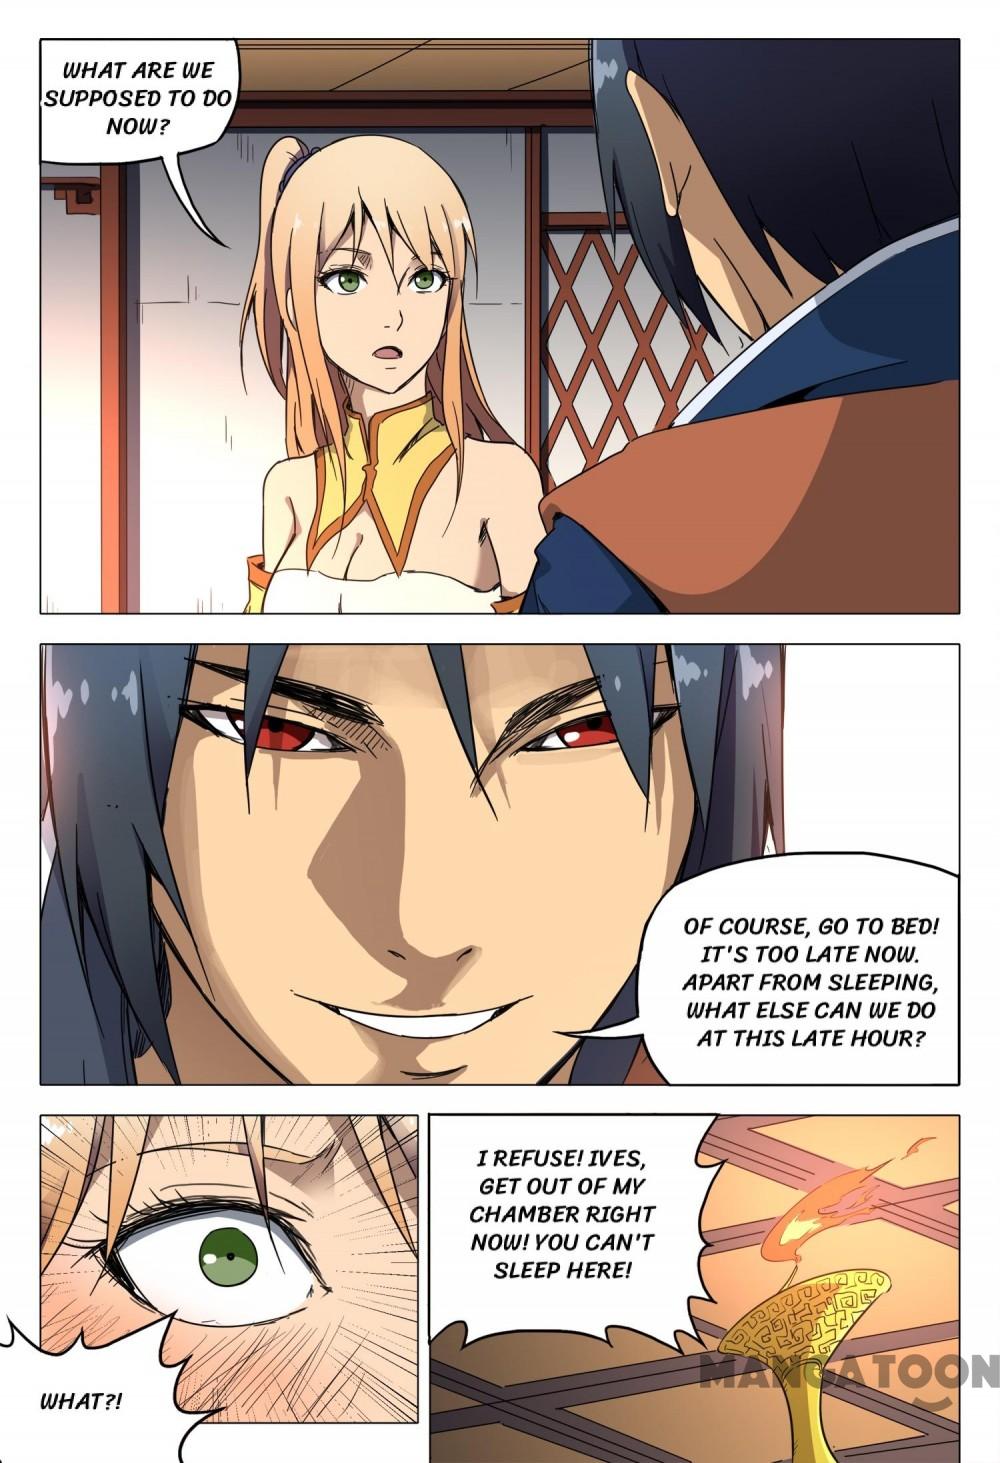 WHAT ARE WE
SUPPOSED TO DO
NOW?
OF COURSE, GO TO BED!
IT'S TOO LATE NOW.
APART FROM SLEEPING,
WHAT ELSE CAN WE DO
AT THIS LATE HOUR?
WHAT?!
I REFUSE! IVES,
GET OUT OF MY
CHAMBER RIGHT
NOW! YOU CAN'T
SLEEP HERE!
MANGATOON